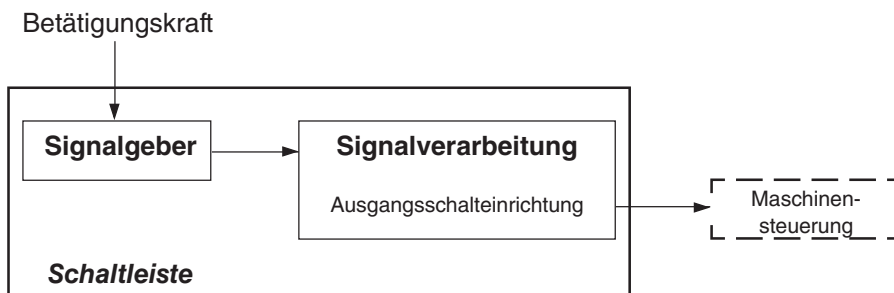 Betätigungskraft
Signalgeber
Signalverarbeitung
Ausgangsschalteinrichtung
Maschinen-
steuerung
Schaltleiste